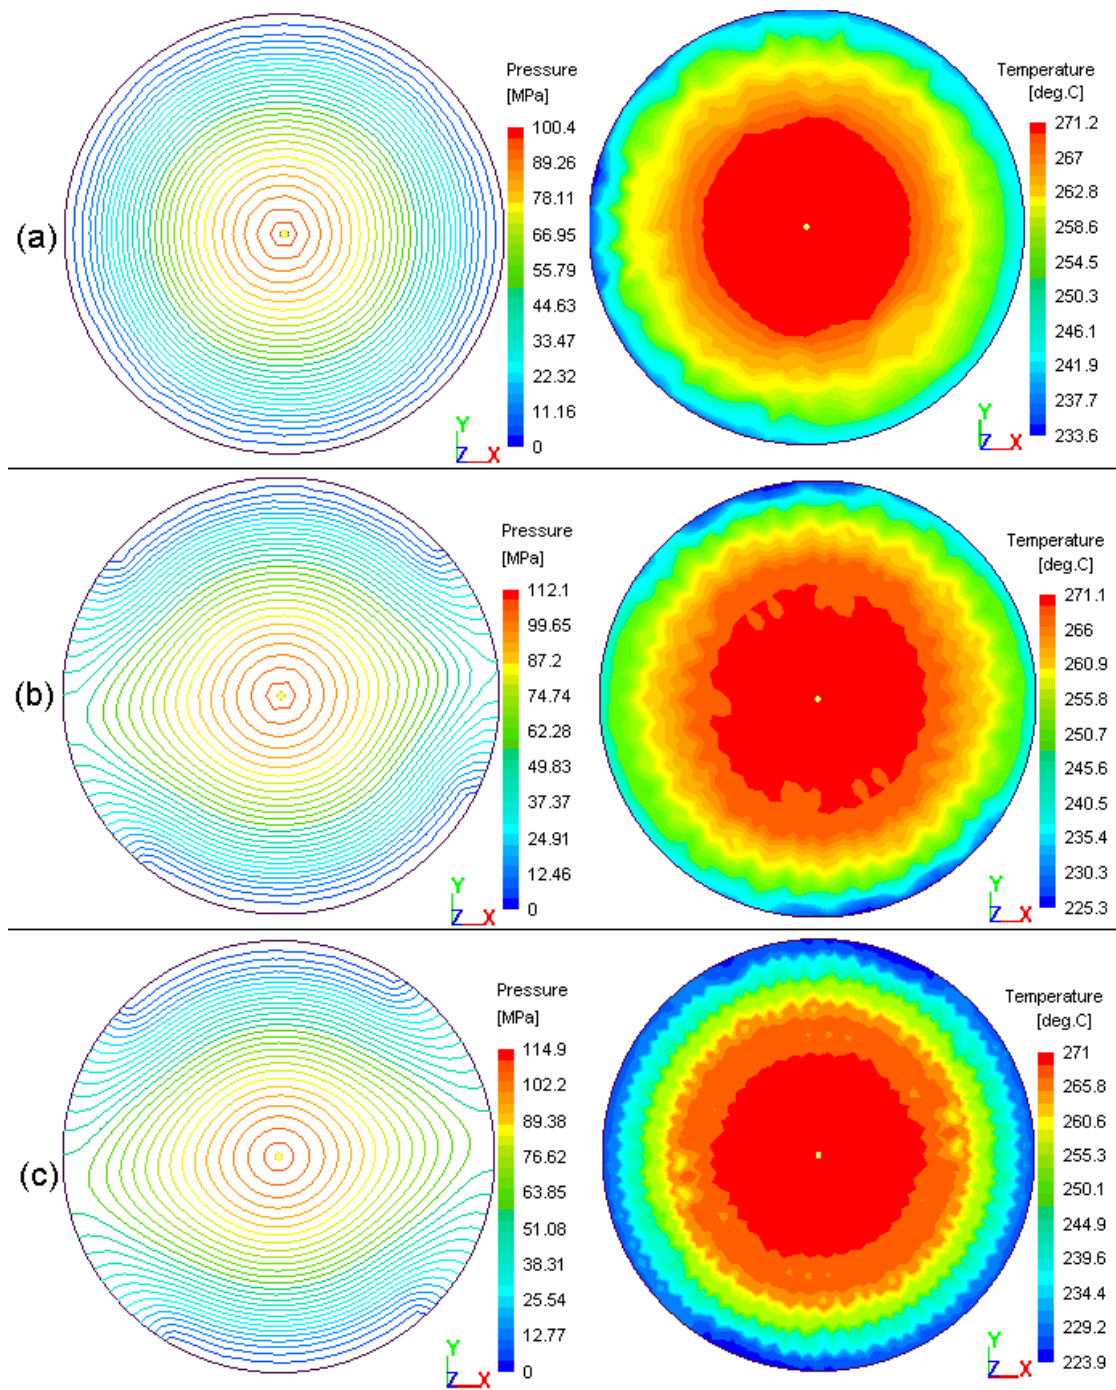 (a)
Pressure
[MPa]
100.4
89.26
78.11
66.95
55.79
44.63
33.47
22.32
11.16
0
Y
Z X
Temperature
[deg.C]
271.2
267
262.8
258.6
254.5
250.3
246.1
241.9
237.7
233.6
Y
Z X
(b)
Pressure
[MPa]
112.1
99.65
87.2
74.74
62.28
49.83
37.37
24.91
12.46
0
Y
Z X
Temperature
[deg.C]
271.1
266
260.9
255.8
250.7
245.6
240.5
235.4
230.3
225.3
Y
Z X
(c)
Pressure
[MPa]
114.9
102.2
89.38
76.62
63.85
51.08
38.31
25.54
12.77
0
Y
Z X
Temperature
[deg.C]
271
265.8
260.6
255.3
250.1
244.9
239.6
234.4
229.2
223.9
Y
Z X